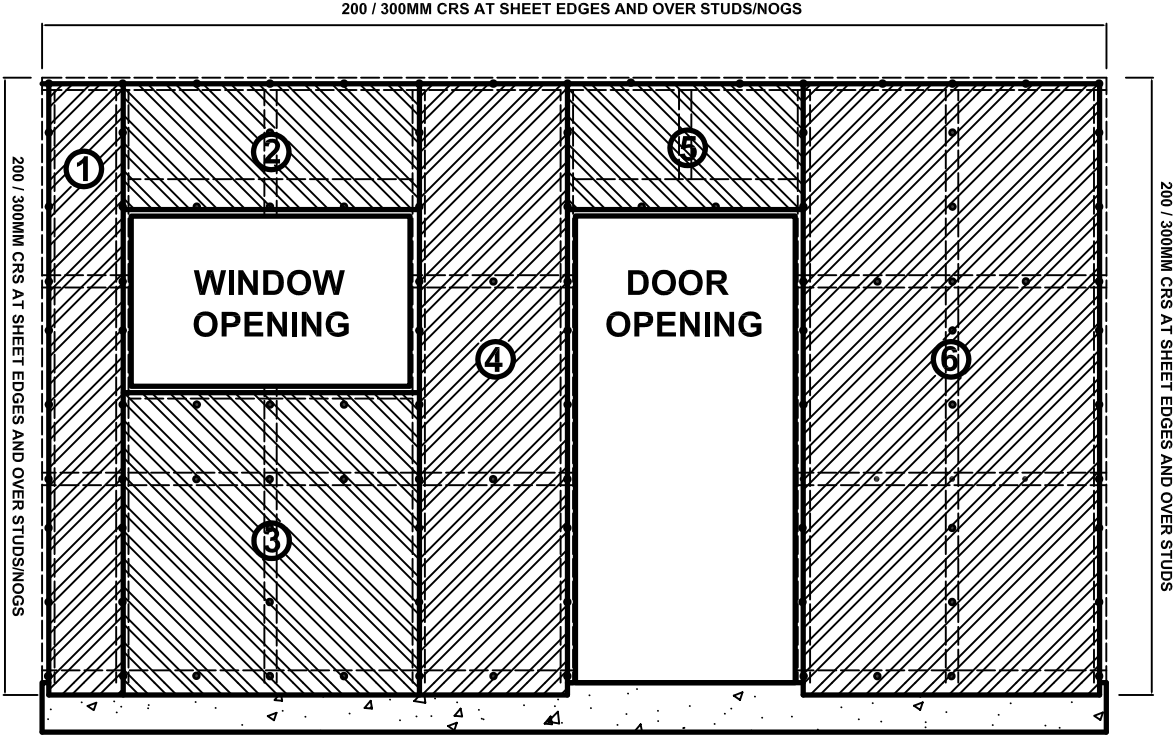 200 / 300MM CRS AT SHEET EDGES AND OVER STUDS/NOGS
200 / 300MM CRS AT SHEET EDGES AND OVER STUDS/NOGS
200 / 300MM CRS AT SHEET EDGES AND OVER STUDS
1
2
5
WINDOW
OPENING
DOOR
OPENING
4
6
3